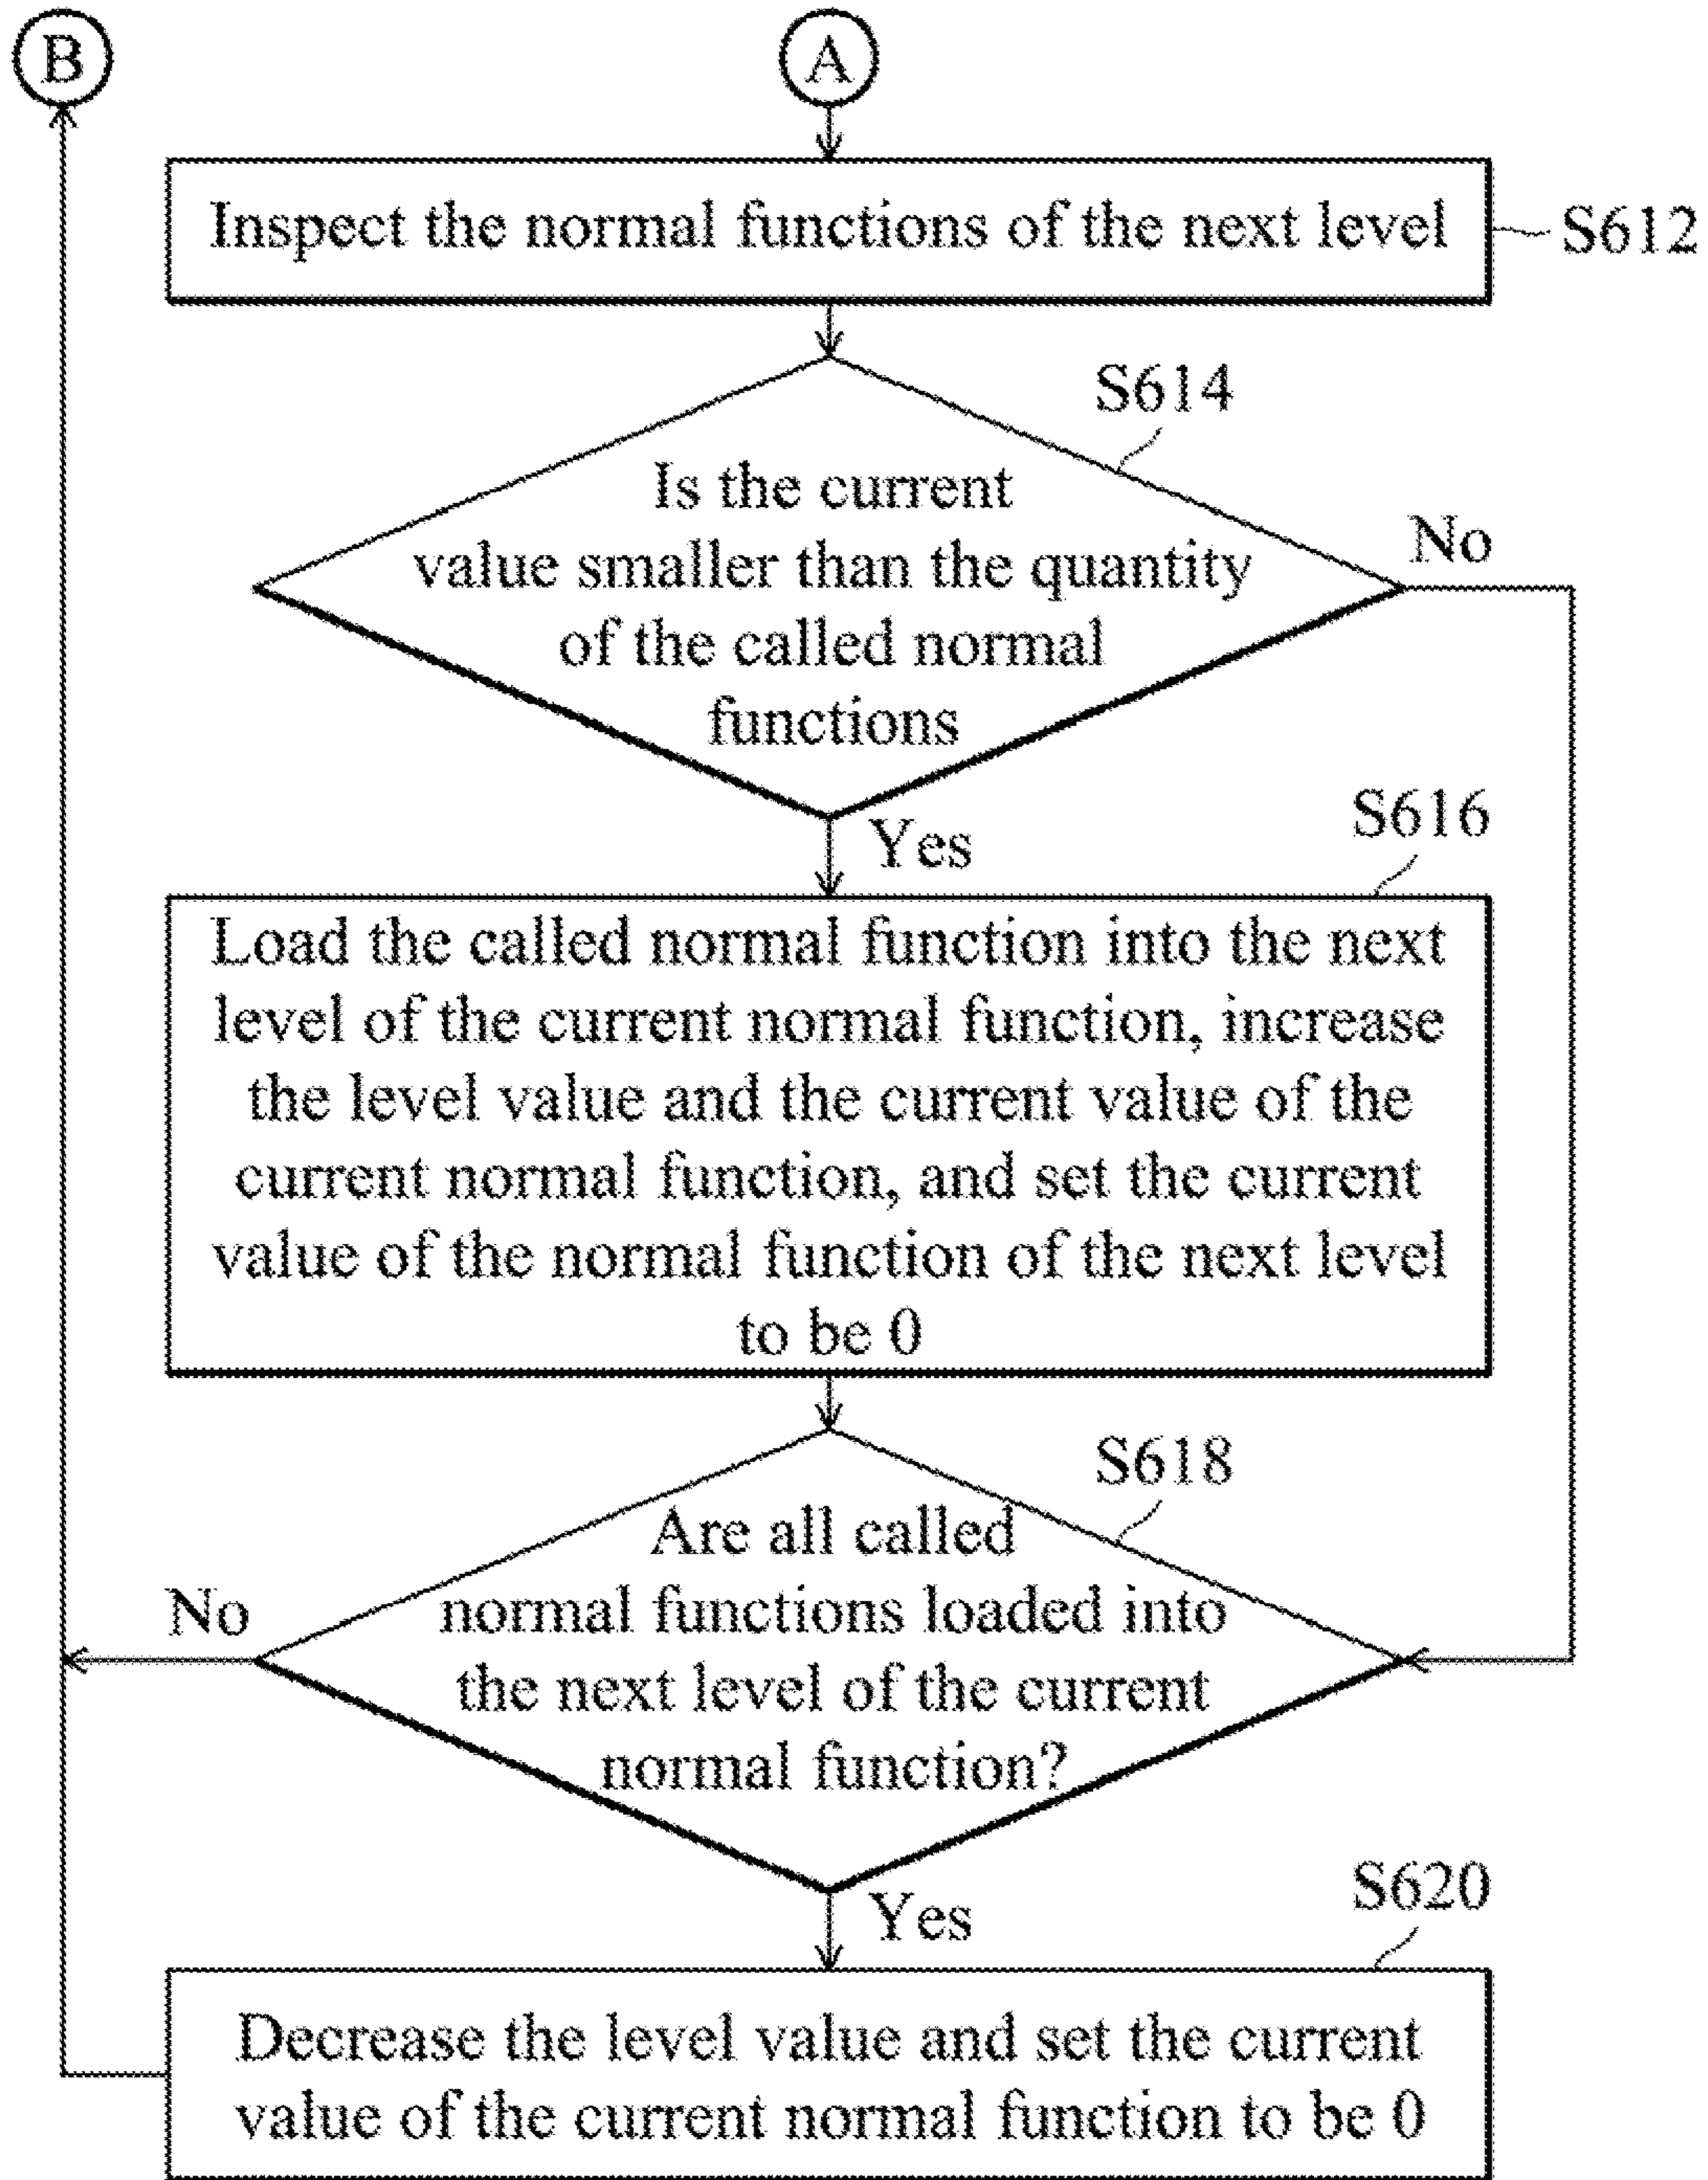 B
A
Inspect the normal functions of the next level
S612
S614
Is the current
value smaller than the quantity
of the called normal
functions
No
Yes
S616
Load the called normal function into the next
level of the current normal function, increase
the level value and the current value of the
current normal function, and set the current
value of the normal function of the next level
to be 0
S618
Are all called
normal functions loaded into
the next level of the current
normal function?
No
Yes
S620
Decrease the level value and set the current
value of the current normal function to be 0